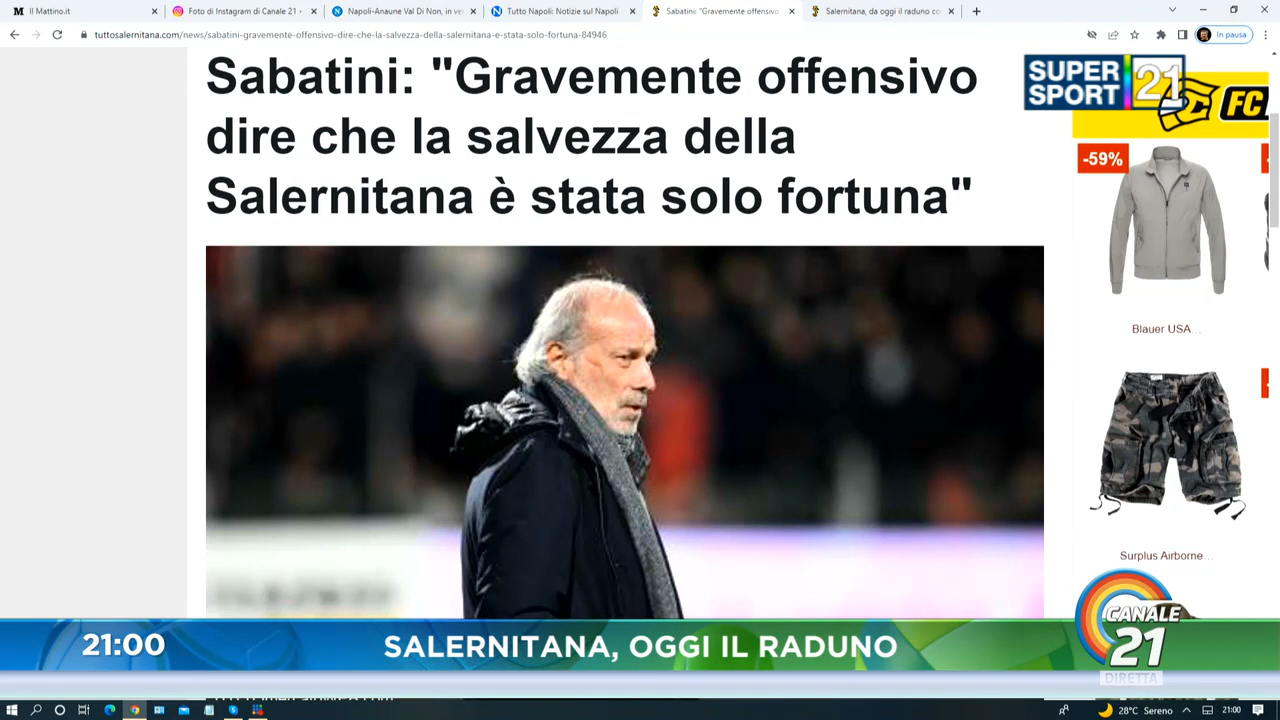 Il Mattino.it
Foto di Instagram di Canale 21 •
Napoli-Anaune Val Di Non, in ve
Tutto Napoli: Notizie sul Napoli
Sabatini: "Gravemente offensivo
Salernitana, da oggi il raduno co
tuttosalernitana.com/news/sabatini-gravemente-offensivo-dire-che-la-salvezza-della-salernitana-e-stata-solo-fortuna-84946
In pausa
Sabatini: "Gravemente offensivo
dire che la salvezza della
Salernitana è stata solo fortuna"
SUPER
SPORT 21
FC
-59%
Blauer USA...
Surplus Airborne...
21:00
SALERNITANA, OGGI IL RADUNO
CANALE
21
DIRETTA
28°C Sereno
21:00